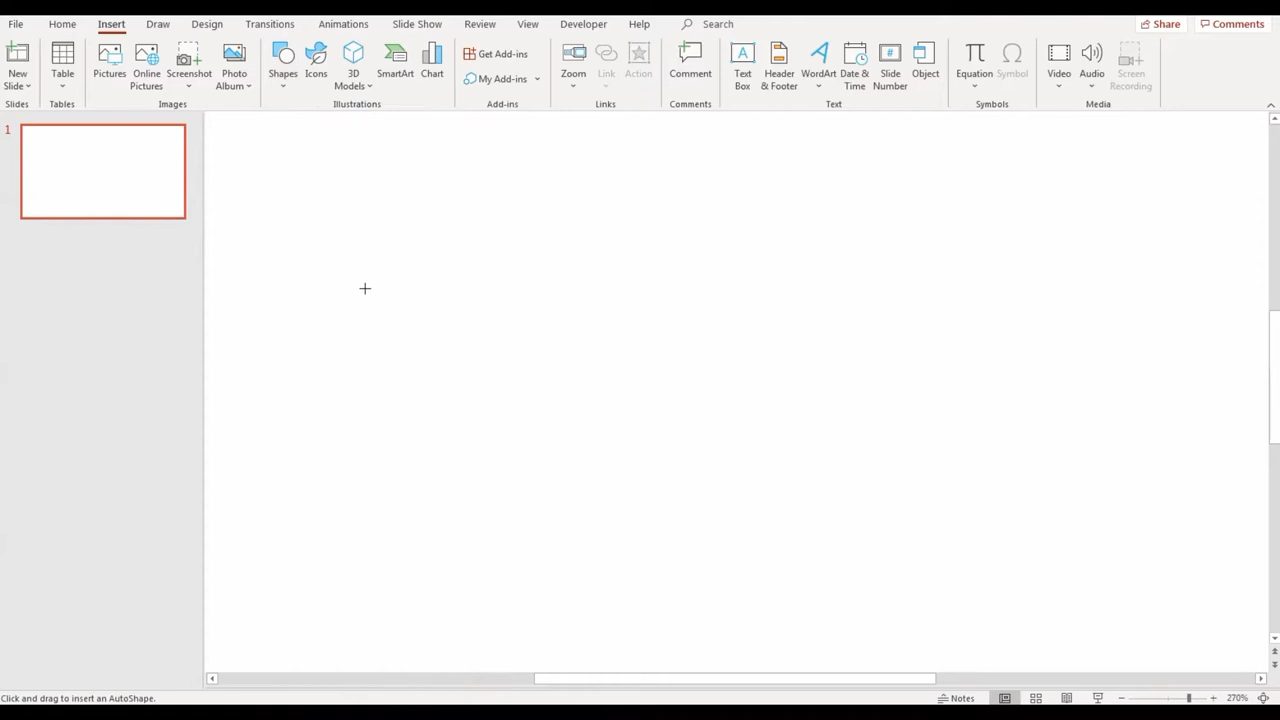 File Home Insert Draw Design Transitions Animations Slide Show Review View Developer Help Search Share Comments
New Slide
Table
Pictures
Online Pictures
Screenshot
Photo Album
Shapes
Icons
3D Models
SmartArt
Chart
Get Add-ins
My Add-ins
Zoom
Link
Action
Comment
Text Box
Header & Footer
WordArt
Date & Time
Slide Number
Object
Equation
Symbol
Video
Audio
Screen Recording
Slides Tables Images Illustrations Add-ins Links Comments Text Symbols Media
1
Click and drag to insert an AutoShape. Notes 270%